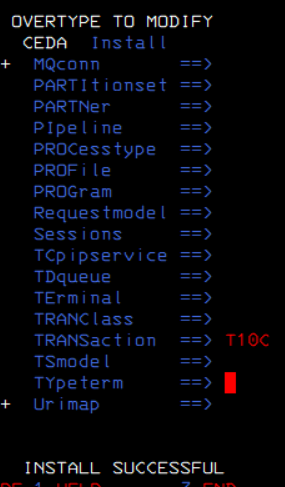 OVERTYPE TO MODIFY
CEDA Install
+ MQconn ==>
PARTItionset ==>
PARTNer ==>
PIpeline ==>
PROCesstype ==>
PROFile ==>
PROGram ==>
Requestmodel ==>
Sessions ==>
TCpipservice ==>
TDqueue ==>
TErminal ==>
TRANClass ==>
TRANSaction ==> T10C
TSmodel ==>
TYpeterm ==>
+ Urimap ==>
INSTALL SUCCESSFUL